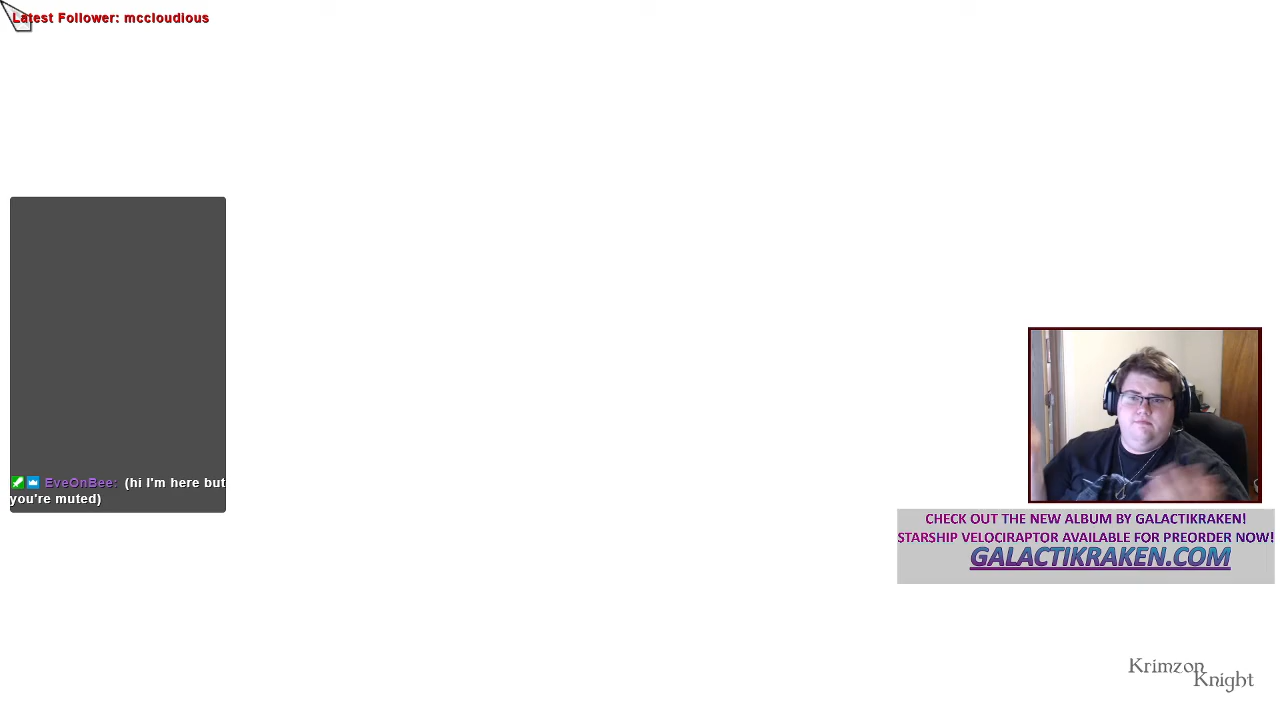 Latest Follower: mccloudious
EveOnBee: (hi I'm here but
you're muted)
CHECK OUT THE NEW ALBUM BY GALACTIKRAKEN!
STARSHIP VELOCIRAPTOR AVAILABLE FOR PREORDER NOW!
GALACTIKRAKEN.COM
Krimzon
Knight